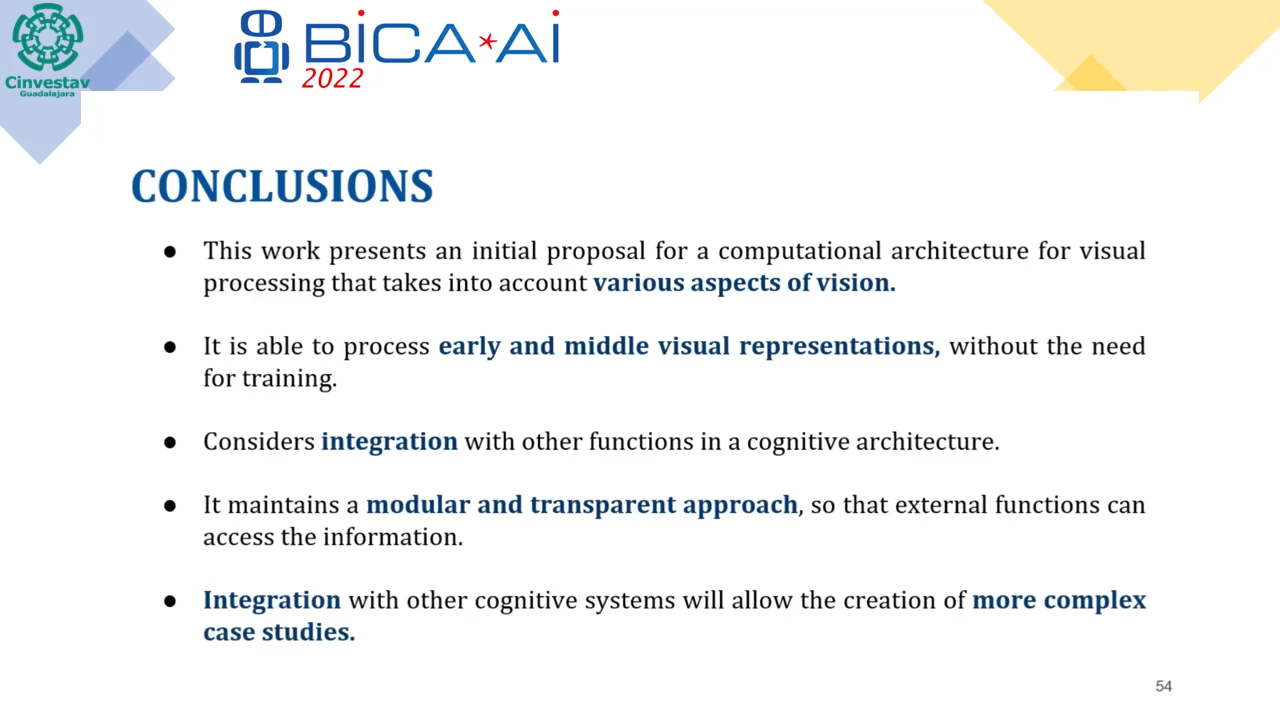 Cinvestav
Guadalajara
BiCA*Ai
2022
CONCLUSIONS
● This work presents an initial proposal for a computational architecture for visual
processing that takes into account various aspects of vision.
● It is able to process early and middle visual representations, without the need
for training.
● Considers integration with other functions in a cognitive architecture.
● It maintains a modular and transparent approach, so that external functions can
access the information.
● Integration with other cognitive systems will allow the creation of more complex
case studies.
54